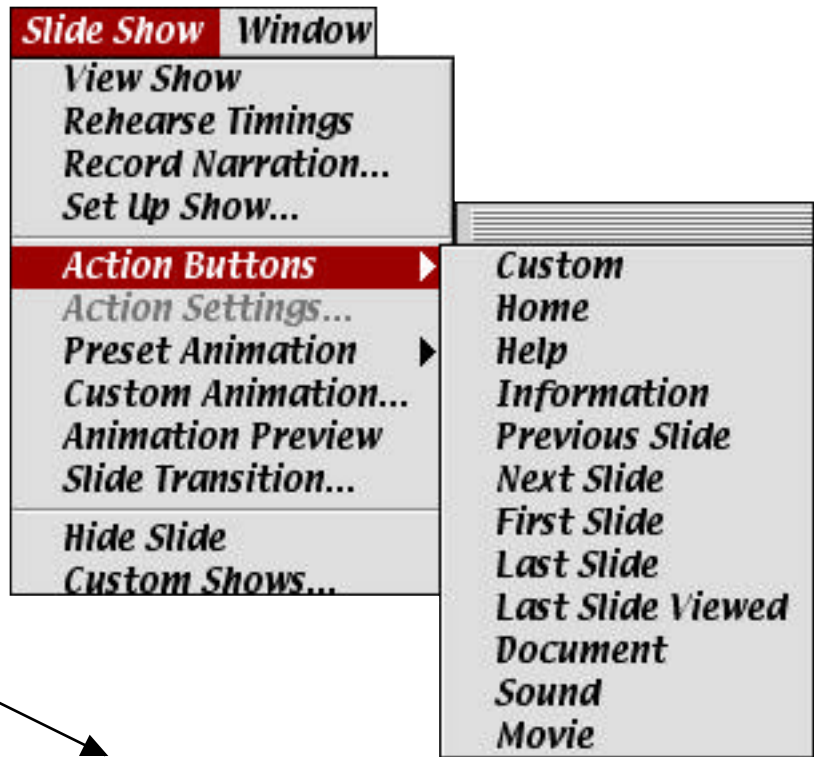 Slide Show Window
View Show
Rehearse Timings
Record Narration...
Set Up Show...
Action Buttons
Action Settings...
Preset Animation
Custom Animation...
Animation Preview
Slide Transition...
Hide Slide
Custom Shows...
Custom
Home
Help
Information
Previous Slide
Next Slide
First Slide
Last Slide
Last Slide Viewed
Document
Sound
Movie